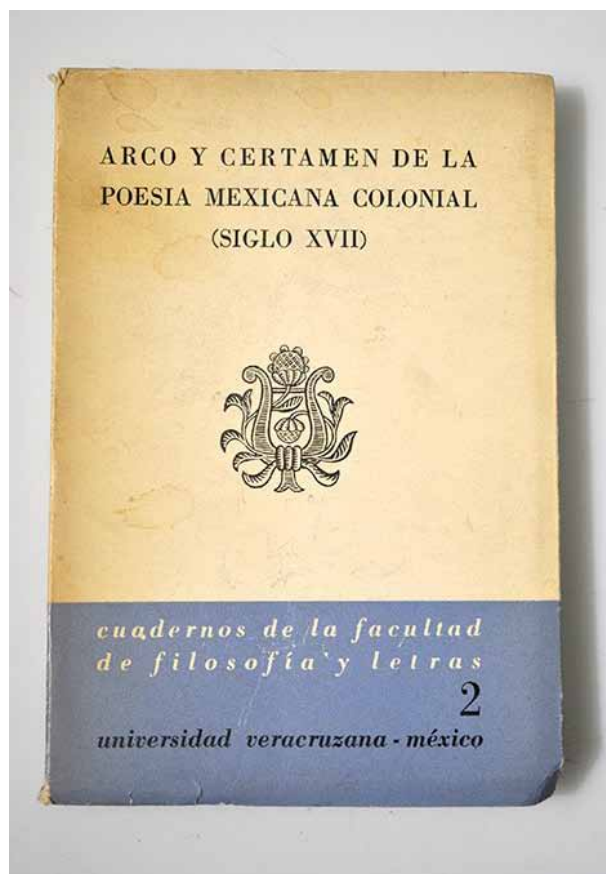 ARCO Y CERTAMEN DE LA
POESIA MEXICANA COLONIAL
(SIGLO XVII)
cuadernos de la facultad
de filosofía y letras
2
universidad veracruzana - méxico